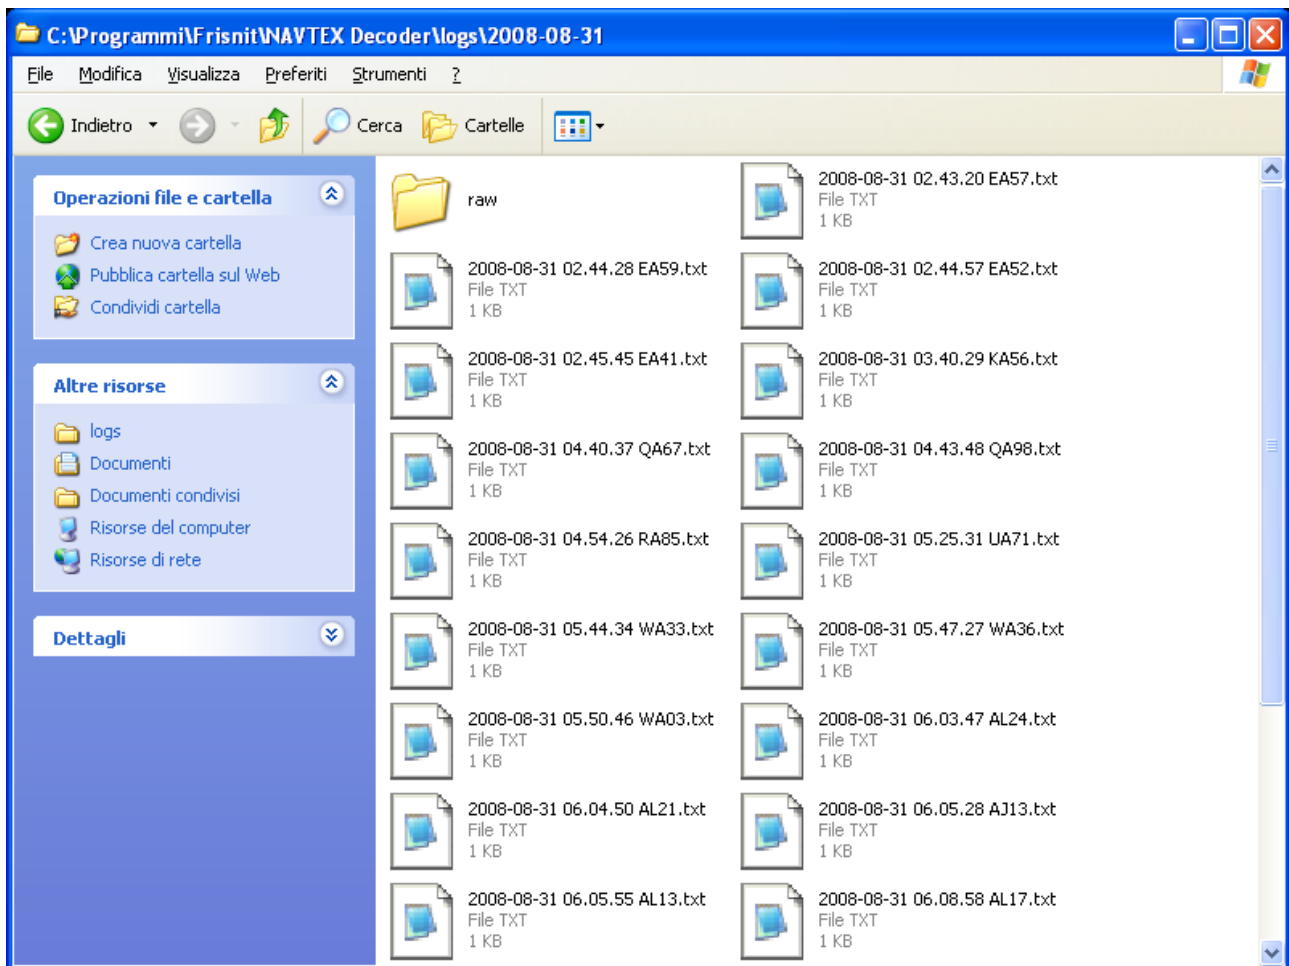 C:\Programmi\Frisnit\NAVTEX Decoder\logs\2008-08-31
File Modifica Visualizza Preferiti Strumenti ?
Indietro Cerca Cartelle
Operazioni file e cartella
Crea nuova cartella
Pubblica cartella sul Web
Condividi cartella
Altre risorse
logs
Documenti
Documenti condivisi
Risorse del computer
Risorse di rete
Dettagli
raw
2008-08-31 02.43.20 EA57.txt
File TXT
1 KB
2008-08-31 02.44.28 EA59.txt
File TXT
1 KB
2008-08-31 02.44.57 EA52.txt
File TXT
1 KB
2008-08-31 02.45.45 EA41.txt
File TXT
1 KB
2008-08-31 03.40.29 KA56.txt
File TXT
1 KB
2008-08-31 04.40.37 QA67.txt
File TXT
1 KB
2008-08-31 04.43.48 QA98.txt
File TXT
1 KB
2008-08-31 04.54.26 RA85.txt
File TXT
1 KB
2008-08-31 05.25.31 UA71.txt
File TXT
1 KB
2008-08-31 05.44.34 WA33.txt
File TXT
1 KB
2008-08-31 05.47.27 WA36.txt
File TXT
1 KB
2008-08-31 05.50.46 WA03.txt
File TXT
1 KB
2008-08-31 06.03.47 AL24.txt
File TXT
1 KB
2008-08-31 06.04.50 AL21.txt
File TXT
1 KB
2008-08-31 06.05.28 AJ13.txt
File TXT
1 KB
2008-08-31 06.05.55 AL13.txt
File TXT
1 KB
2008-08-31 06.08.58 AL17.txt
File TXT
1 KB